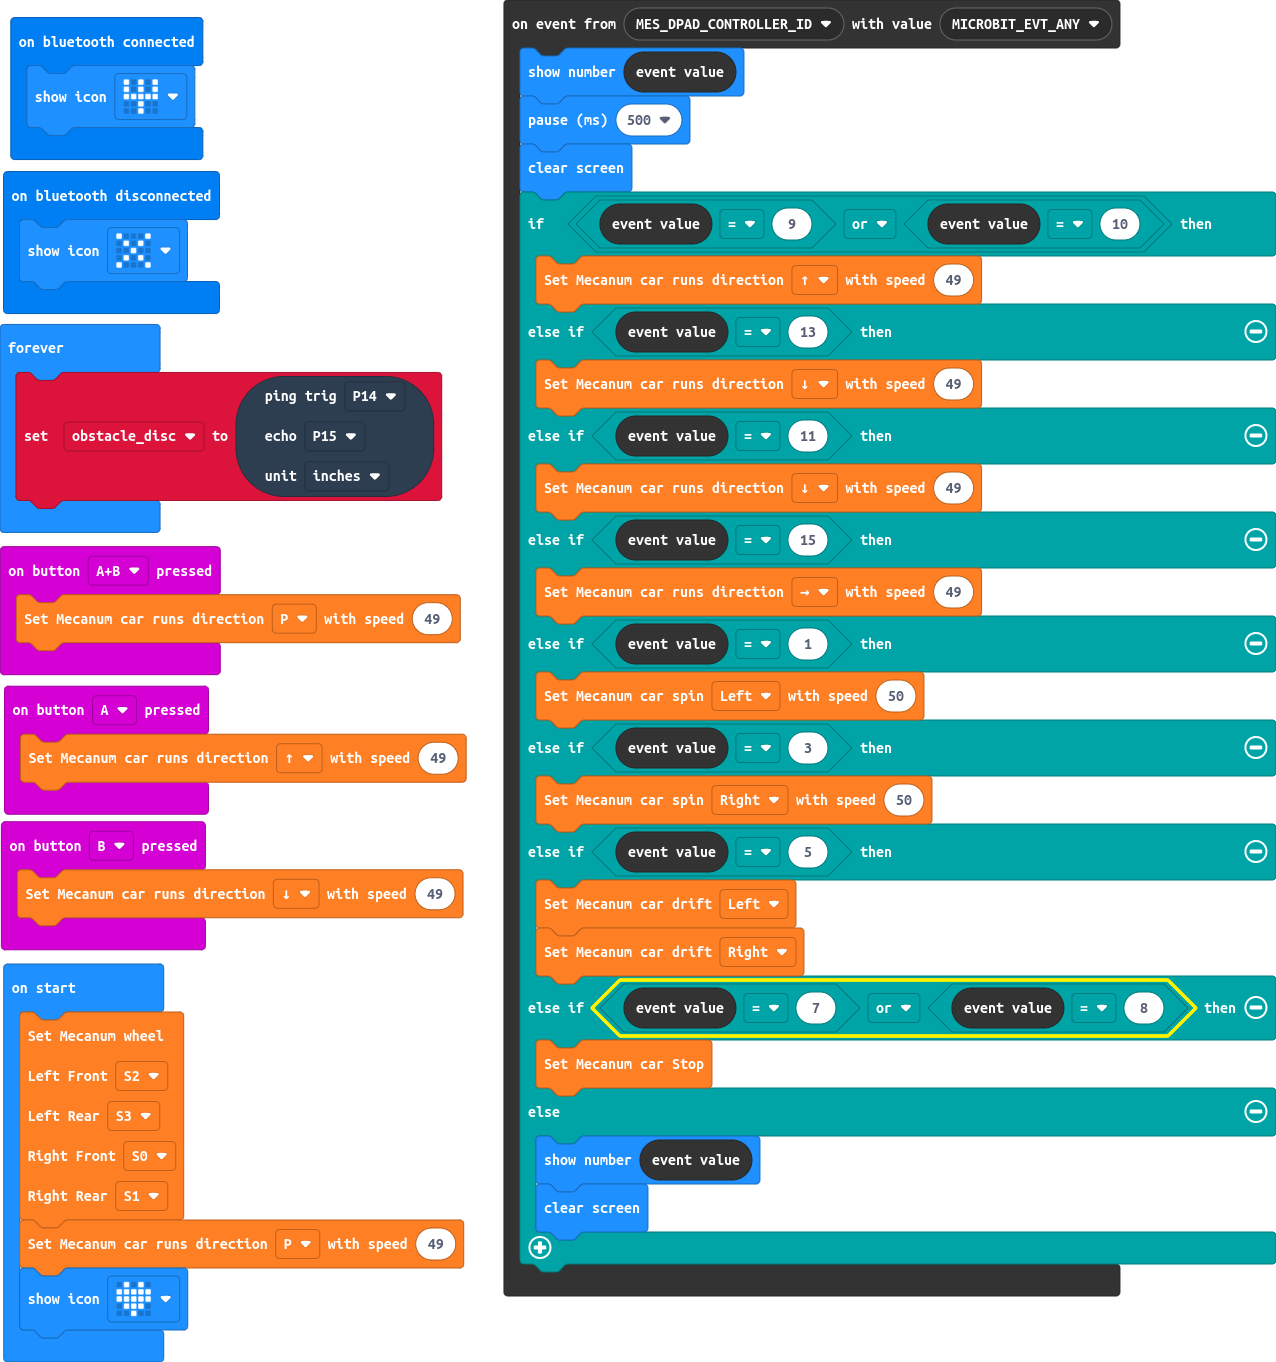 on bluetooth connected
show icon
on bluetooth disconnected
show icon
forever
set obstacle_disc to
ping trig P14
echo P15
unit inches
on button A+B pressed
Set Mecanum car runs direction P with speed 49
on button A pressed
Set Mecanum car runs direction ↑ with speed 49
on button B pressed
Set Mecanum car runs direction ↓ with speed 49
on start
Set Mecanum wheel
Left Front S2
Left Rear S3
Right Front S0
Right Rear S1
Set Mecanum car runs direction P with speed 49
show icon
on event from MES_DPAD_CONTROLLER_ID with value MICROBIT_EVT_ANY
show number event value
pause (ms) 500
clear screen
if event value = 9 or event value = 10 then
Set Mecanum car runs direction ↑ with speed 49
else if event value = 13 then
Set Mecanum car runs direction ↓ with speed 49
else if event value = 11 then
Set Mecanum car runs direction ↓ with speed 49
else if event value = 15 then
Set Mecanum car runs direction → with speed 49
else if event value = 1 then
Set Mecanum car spin Left with speed 50
else if event value = 3 then
Set Mecanum car spin Right with speed 50
else if event value = 5 then
Set Mecanum car drift Left
Set Mecanum car drift Right
else if event value = 7 or event value = 8 then
Set Mecanum car Stop
else
show number event value
clear screen